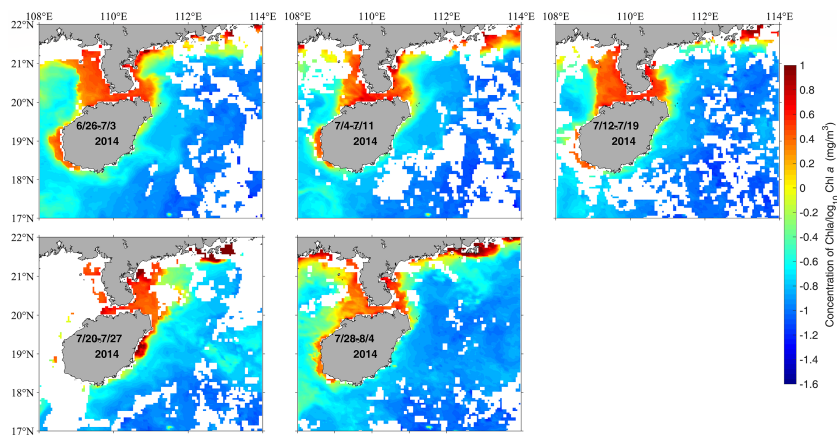 108°E 110°E 112°E 114°E 108°E 110°E 112°E 114°E 108°E 110°E 112°E 114°E
22°N
21°N
20°N
19°N
18°N
17°N
6/26-7/3
2014
7/4-7/11
2014
7/12-7/19
2014
22°N
21°N
20°N
19°N
18°N
17°N
7/20-7/27
2014
7/28-8/4
2014
1
0.8
0.6
0.4
0.2
0
-0.2
-0.4
-0.6
-0.8
-1
-1.2
-1.4
-1.6
Concentration of Chla/log10 Chl a (mg/m³)